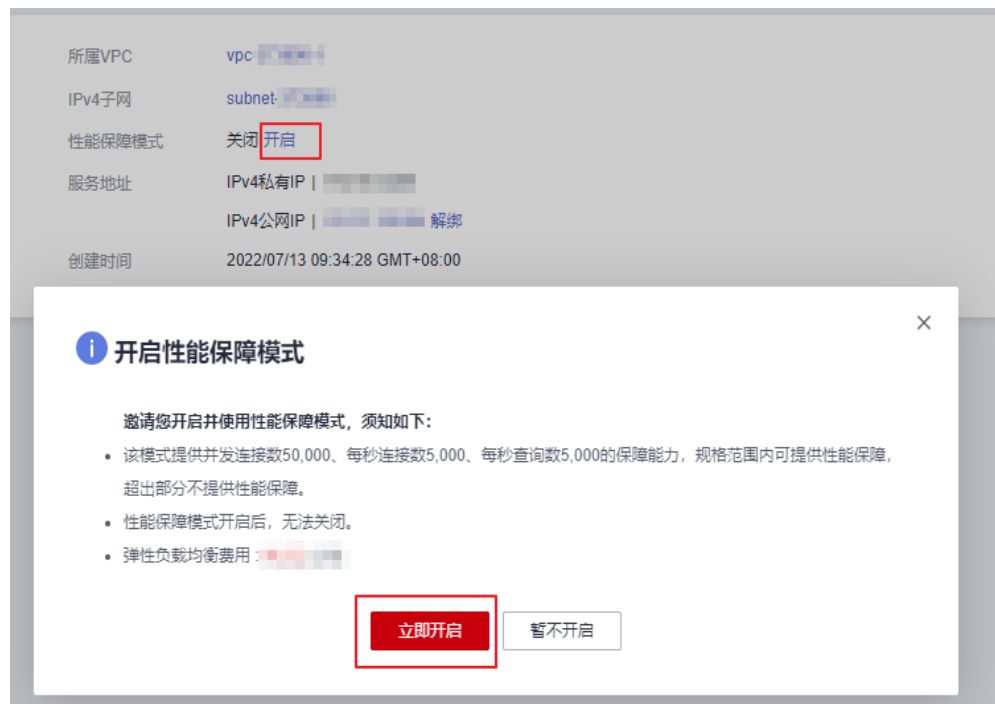 所属VPC vpc-
IPv4子网 subnet-
性能保障模式 关闭 开启
服务地址 IPv4私有IP |
IPv4公网IP | 解绑
创建时间 2022/07/13 09:34:28 GMT+08:00
开启性能保障模式
邀请您开启并使用性能保障模式，须知如下：
• 该模式提供并发连接数50,000、每秒连接数5,000、每秒查询数5,000的保障能力，规格范围内可提供性能保障，
超出部分不提供性能保障。
• 性能保障模式开启后，无法关闭。
• 弹性负载均衡费用：
立即开启 暂不开启